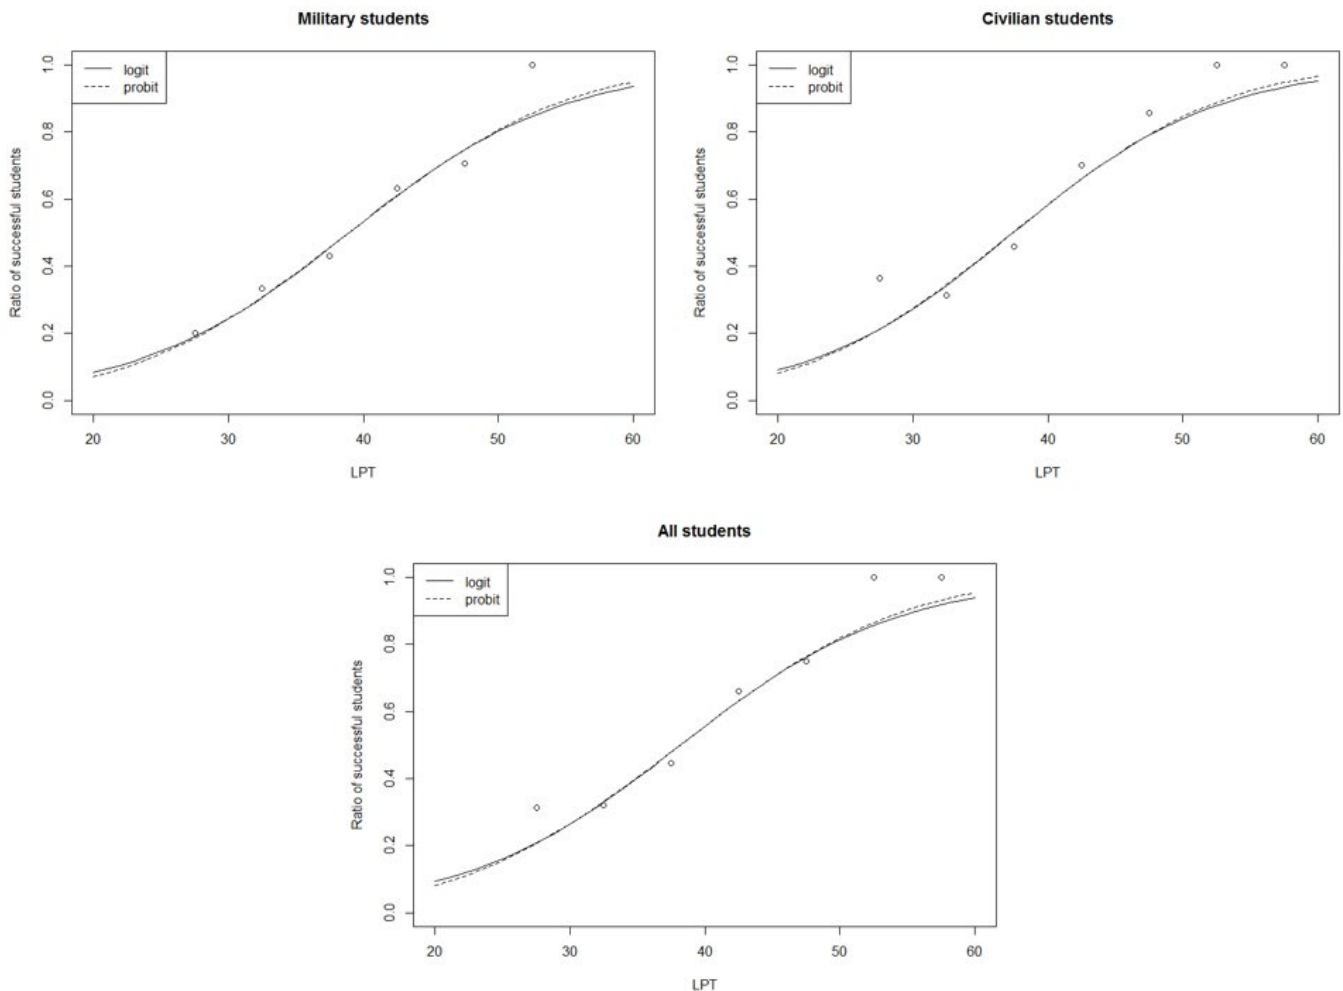 Military students
logit
probit
Ratio of successful students
1.0
0.8
0.6
0.4
0.2
0.0
20 30 40 50 60
LPT
Civilian students
logit
probit
Ratio of successful students
1.0
0.8
0.6
0.4
0.2
0.0
20 30 40 50 60
LPT
All students
logit
probit
Ratio of successful students
1.0
0.8
0.6
0.4
0.2
0.0
20 30 40 50 60
LPT